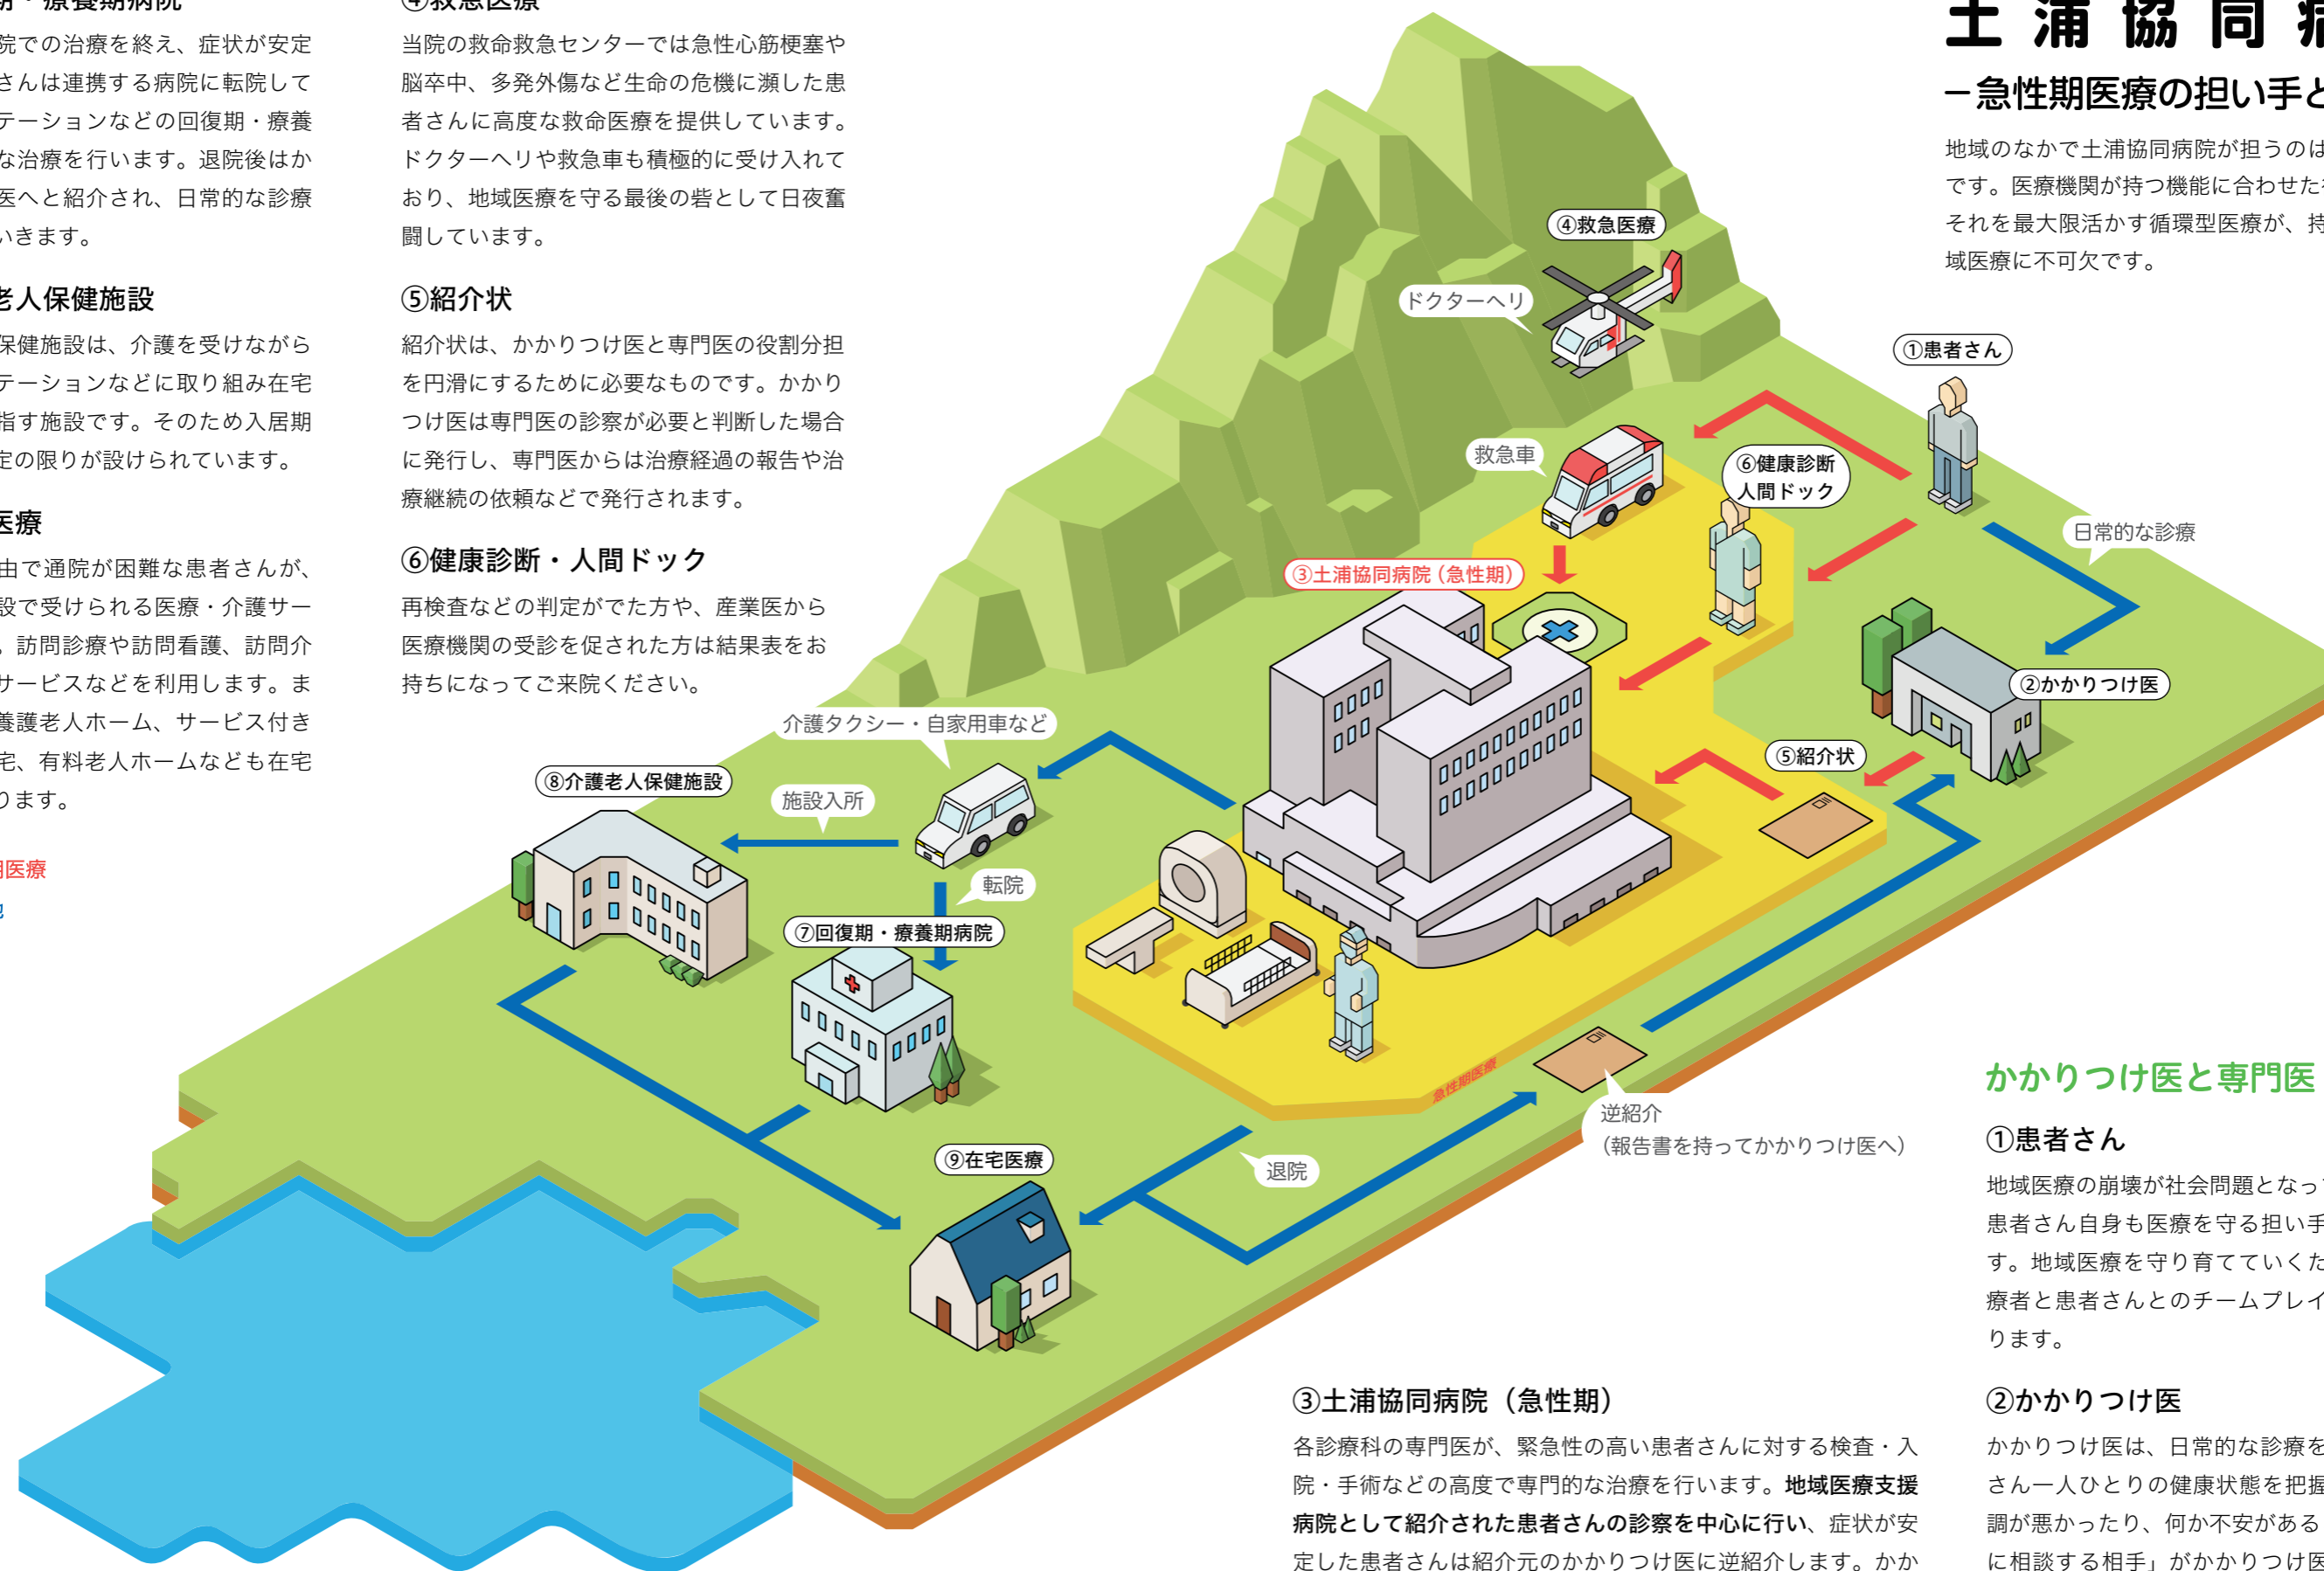 期・療養期病院
院での治療を終え、症状が安定
さんは連携する病院に転院して
テーションなどの回復期・療養
な治療を行います。退院後はか
医へと紹介され、日常的な診療
いきます。
老人保健施設
保健施設は、介護を受けながら
テーションなどに取り組み在宅
指す施設です。そのため入居期
定の限りが設けられています。
医療
由で通院が困難な患者さんが、
設で受けられる医療・介護サー
。訪問診療や訪問看護、訪問介
サービスなどを利用します。ま
養護老人ホーム、サービス付き
宅、有料老人ホームなども在宅
ります。
期医療
④救急医療
当院の救命救急センターでは急性心筋梗塞や
脳卒中、多発外傷など生命の危機に瀕した患
者さんに高度な救命医療を提供しています。
ドクターヘリや救急車も積極的に受け入れて
おり、地域医療を守る最後の砦として日夜奮
闘しています。
⑤紹介状
紹介状は、かかりつけ医と専門医の役割分担
を円滑にするために必要なものです。かかり
つけ医は専門医の診察が必要と判断した場合
に発行し、専門医からは治療経過の報告や治
療継続の依頼などで発行されます。
⑥健康診断・人間ドック
再検査などの判定がでた方や、産業医から
医療機関の受診を促された方は結果表をお
持ちになってご来院ください。
土浦協同病
－急性期医療の担い手と
地域のなかで土浦協同病院が担うのは
です。医療機関が持つ機能に合わせた
それを最大限活かす循環型医療が、持
域医療に不可欠です。
④救急医療
ドクターヘリ
①患者さん
救急車
⑥健康診断
人間ドック
日常的な診療
③土浦協同病院（急性期）
②かかりつけ医
介護タクシー・自家用車など
⑤紹介状
⑧介護老人保健施設
施設入所
転院
⑦回復期・療養期病院
急性期医療
逆紹介
（報告書を持ってかかりつけ医へ）
⑨在宅医療
退院
③土浦協同病院（急性期）
各診療科の専門医が、緊急性の高い患者さんに対する検査・入
院・手術などの高度で専門的な治療を行います。地域医療支援
病院として紹介された患者さんの診察を中心に行い、症状が安
定した患者さんは紹介元のかかりつけ医に逆紹介します。かか
かかりつけ医と専門医
①患者さん
地域医療の崩壊が社会問題となっ
患者さん自身も医療を守る担い手
す。地域医療を守り育てていくた
療者と患者さんとのチームプレイ
ります。
②かかりつけ医
かかりつけ医は、日常的な診療を
さん一人ひとりの健康状態を把握
調が悪かったり、何か不安がある
に相談する相手」がかかりつけ医